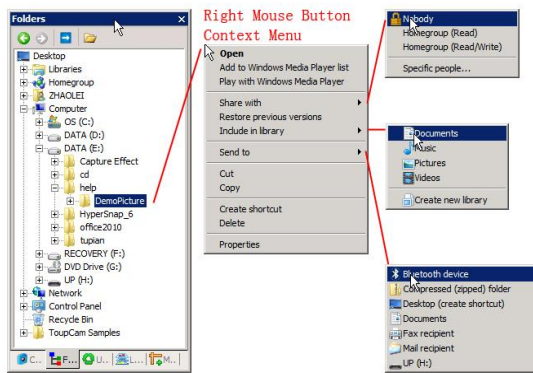 Folders
Desktop
Libraries
Homegroup
ZHAOLEI
Computer
OS (C:)
DATA (D:)
DATA (E:)
Capture Effect
cd
help
DemoPicture
HyperSnap_6
office2010
tupian
RECOVERY (F:)
DVD Drive (G:)
UP (H:)
Network
Control Panel
Recycle Bin
ToupCam Samples
C..
F...
U..
L...
M..
Right Mouse Button
Context Menu
Open
Add to Windows Media Player list
Play with Windows Media Player
Share with
Restore previous versions
Include in library
Send to
Cut
Copy
Create shortcut
Delete
Properties
Nobody
Homegroup (Read)
Homegroup (Read/Write)
Specific people...
Documents
Music
Pictures
Videos
Create new library
Bluetooth device
Compressed (zipped) folder
Desktop (create shortcut)
Documents
Fax recipient
Mail recipient
UP (H:)